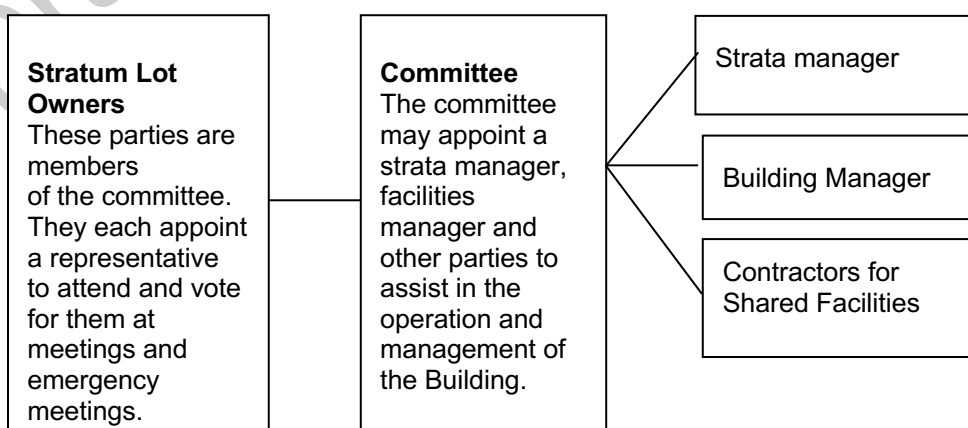 Stratum Lot
Owners
These parties are
members
of the committee.
They each appoint
a representative
to attend and vote
for them at
meetings and
emergency
meetings.
Committee
The committee
may appoint a
strata manager,
facilities
manager and
other parties to
assist in the
operation and
management of
the Building.
Strata manager
Building Manager
Contractors for
Shared Facilities